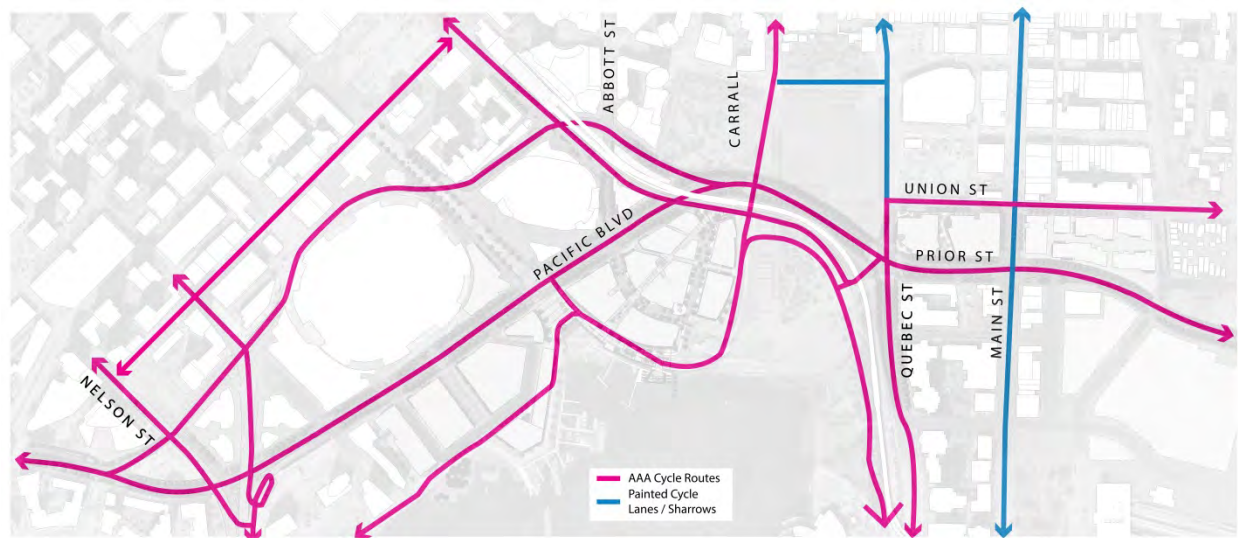 ABBOTT ST
CARRALL
UNION ST
PACIFIC BLVD
PRIOR ST
QUEBEC ST
MAIN ST
NELSON ST
AAA Cycle Routes
Painted Cycle
Lanes / Sharrows